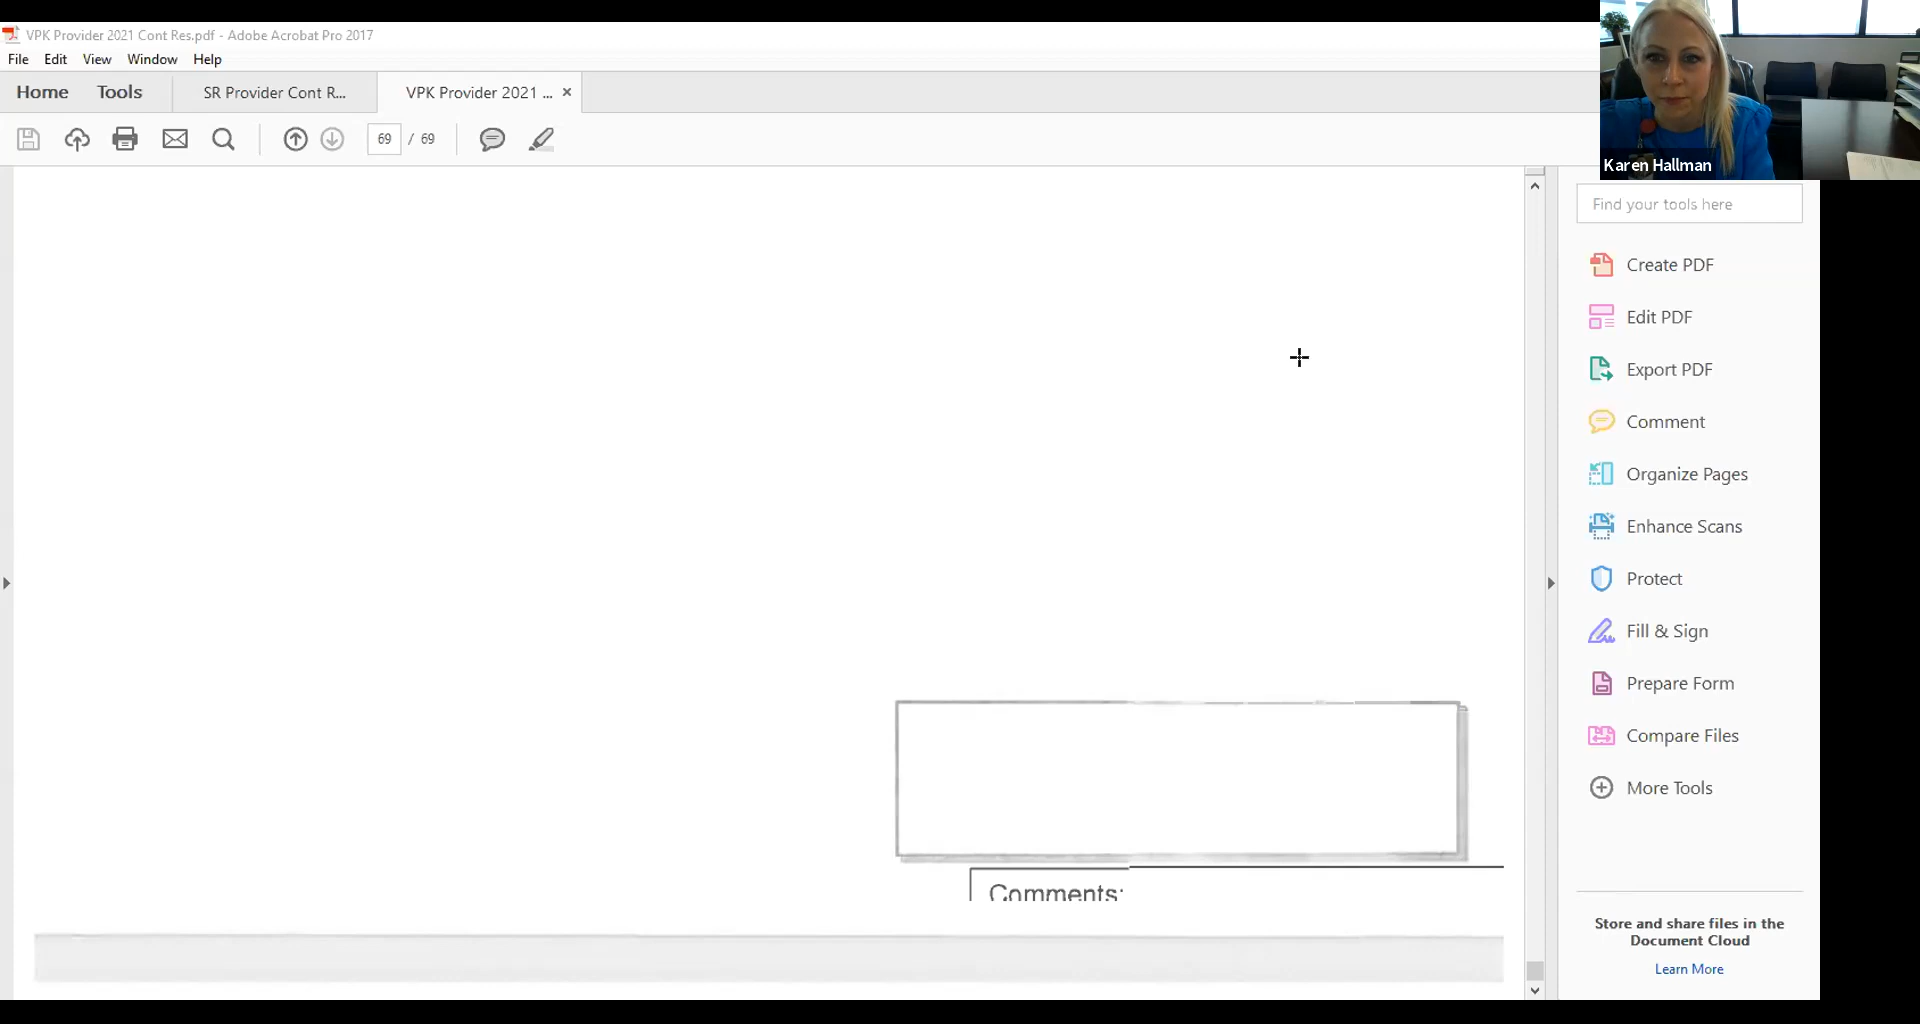 VPK Provider 2021 Cont Res.pdf - Adobe Acrobat Pro 2017
File Edit View Window Help
Home Tools SR Provider Cont R... VPK Provider 2021 ... ×
69 / 69
Karen Hallman
Find your tools here
Create PDF
Edit PDF
Export PDF
Comment
Organize Pages
Enhance Scans
Protect
Fill & Sign
Prepare Form
Compare Files
More Tools
Comments:
Store and share files in the
Document Cloud
Learn More